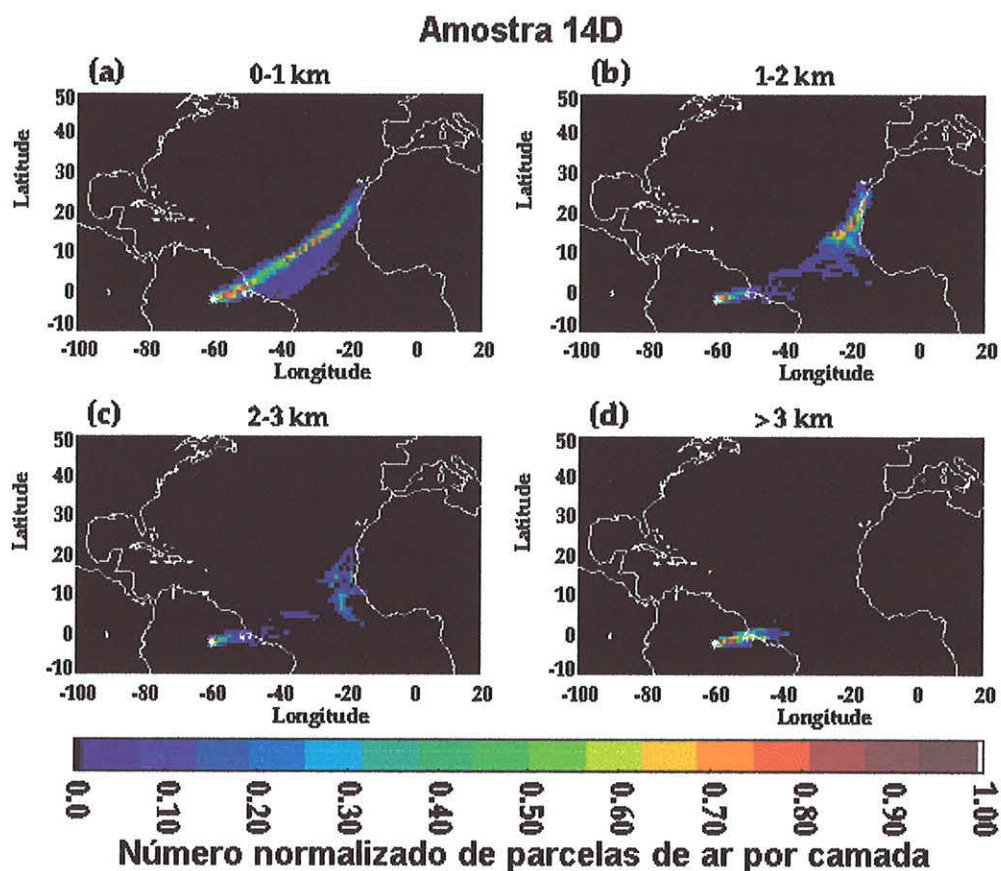 Amostra 14D
(a) 0-1 km
(b) 1-2 km
50
40
30
20
10
0
-10
Latitude
-100 -80 -60 -40 -20 0 20
Longitude
50
40
30
20
10
0
-10
Latitude
-100 -80 -60 -40 -20 0 20
Longitude
(c) 2-3 km
(d) >3 km
50
40
30
20
10
0
-10
Latitude
-100 -80 -60 -40 -20 0 20
Longitude
50
40
30
20
10
0
-10
Latitude
-100 -80 -60 -40 -20 0 20
Longitude
0.0 0.10 0.20 0.30 0.40 0.50 0.60 0.70 0.80 0.90 1.00
Número normalizado de parcelas de ar por camada